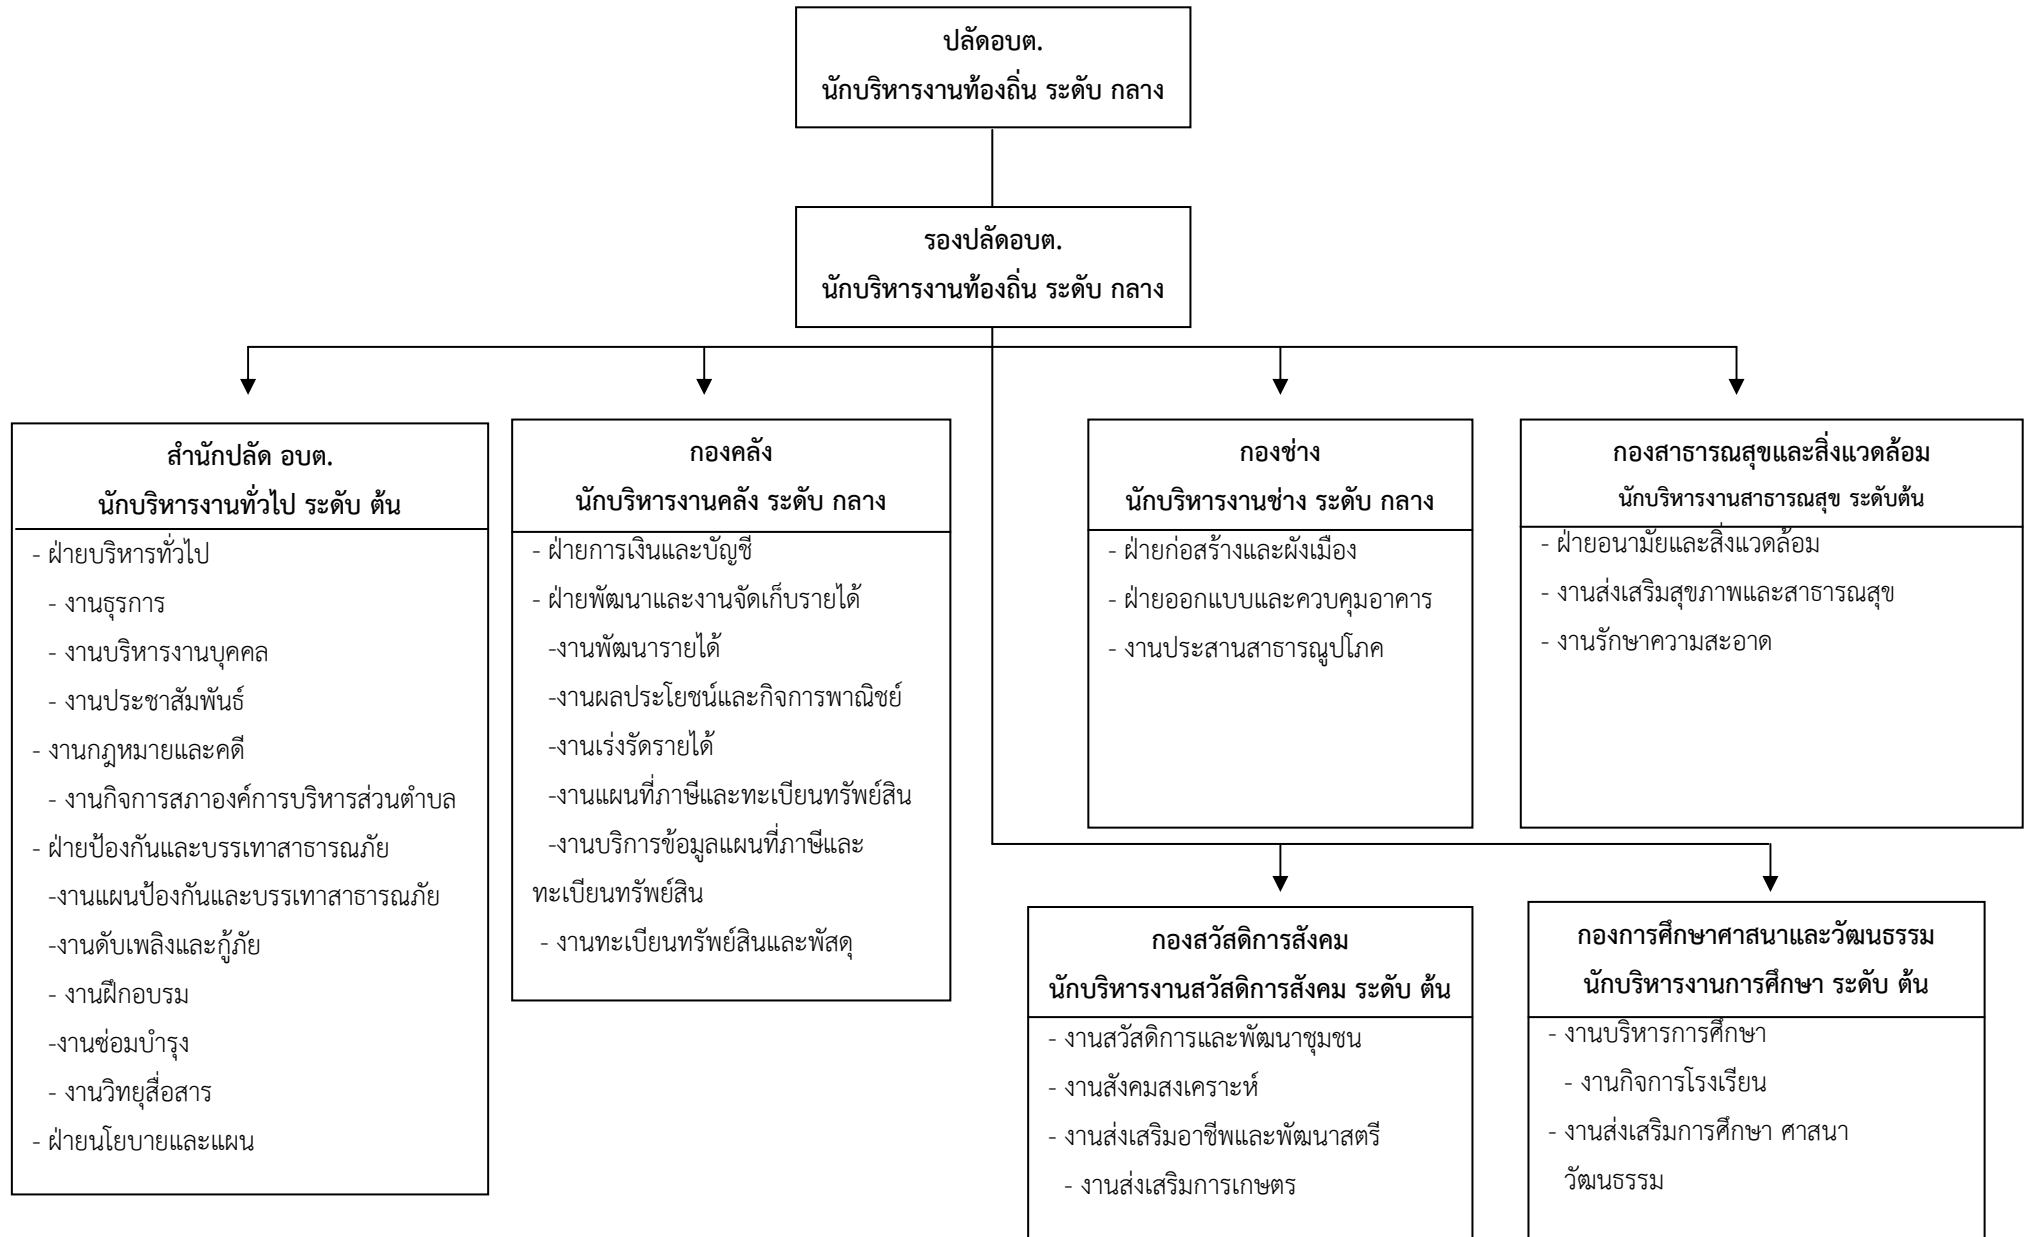 ปลัดอบต.
นักบริหารงานท้องถิ่น ระดับ กลาง
รองปลัดอบต.
นักบริหารงานท้องถิ่น ระดับ กลาง
สำนักปลัด อบต.
นักบริหารงานทั่วไป ระดับ ต้น
- ฝ่ายบริหารทั่วไป
- งานธุรการ
- งานบริหารงานบุคคล
- งานประชาสัมพันธ์
- งานกฎหมายและคดี
- งานกิจการสภาองค์การบริหารส่วนตำบล
- ฝ่ายป้องกันและบรรเทาสาธารณภัย
-งานแผนป้องกันและบรรเทาสาธารณภัย
-งานดับเพลิงและกู้ภัย
- งานฝึกอบรม
-งานซ่อมบำรุง
- งานวิทยุสื่อสาร
- ฝ่ายนโยบายและแผน
กองคลัง
นักบริหารงานคลัง ระดับ กลาง
- ฝ่ายการเงินและบัญชี
- ฝ่ายพัฒนาและงานจัดเก็บรายได้
-งานพัฒนารายได้
-งานผลประโยชน์และกิจการพาณิชย์
-งานเร่งรัดรายได้
-งานแผนที่ภาษีและทะเบียนทรัพย์สิน
-งานบริการข้อมูลแผนที่ภาษีและ
ทะเบียนทรัพย์สิน
- งานทะเบียนทรัพย์สินและพัสดุ
กองช่าง
นักบริหารงานช่าง ระดับ กลาง
- ฝ่ายก่อสร้างและผังเมือง
- ฝ่ายออกแบบและควบคุมอาคาร
- งานประสานสาธารณูปโภค
กองสาธารณสุขและสิ่งแวดล้อม
นักบริหารงานสาธารณสุข ระดับต้น
- ฝ่ายอนามัยและสิ่งแวดล้อม
- งานส่งเสริมสุขภาพและสาธารณสุข
- งานรักษาความสะอาด
กองสวัสดิการสังคม
นักบริหารงานสวัสดิการสังคม ระดับ ต้น
- งานสวัสดิการและพัฒนาชุมชน
- งานสังคมสงเคราะห์
- งานส่งเสริมอาชีพและพัฒนาสตรี
- งานส่งเสริมการเกษตร
กองการศึกษาศาสนาและวัฒนธรรม
นักบริหารงานการศึกษา ระดับ ต้น
- งานบริหารการศึกษา
- งานกิจการโรงเรียน
- งานส่งเสริมการศึกษา ศาสนา
วัฒนธรรม